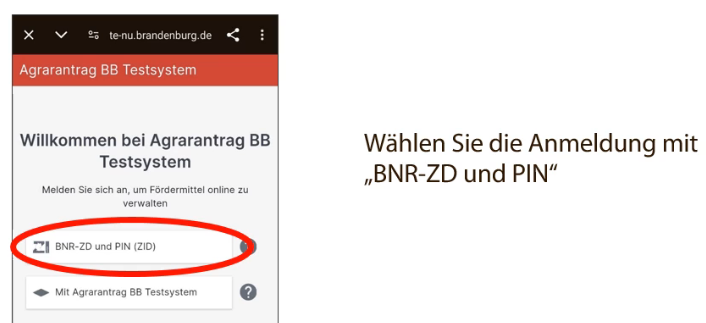 te-nu.brandenburg.de
Agrarantrag BB Testsystem
Willkommen bei Agrarantrag BB
Testsystem
Melden Sie sich an, um Fördermittel online zu
verwalten
BNR-ZD und PIN (ZID)
Mit Agrarantrag BB Testsystem
?
Wählen Sie die Anmeldung mit
„BNR-ZD und PIN“